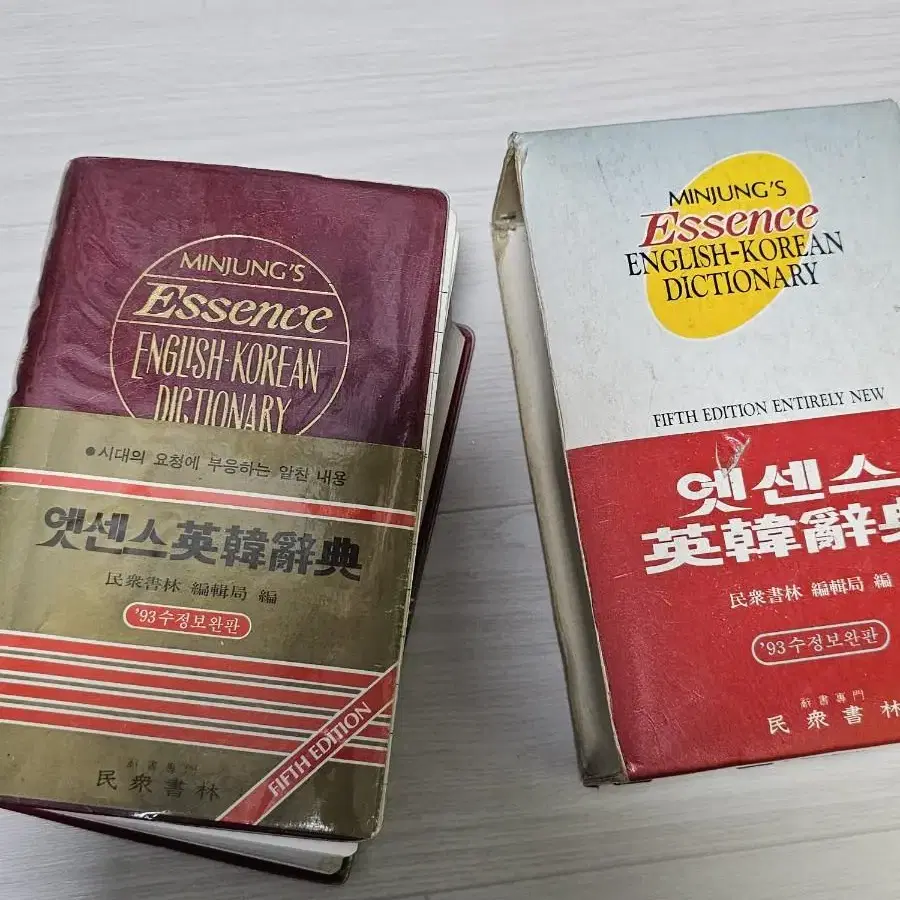 MINJUNG'S
Essence
ENGLISH-KOREAN
DICTIONARY
●시대의 요청에 부응하는 알찬 내용
엣센스 英韓辭典
民衆書林 編輯局 編
'93수정보완판
FIFTH EDITION
辭書專門
民衆書林
MINJUNG'S
Essence
ENGLISH-KOREAN
DICTIONARY
FIFTH EDITION ENTIRELY NEW
엣센스
英韓辭典
民衆書林 編輯局 編
'93수정보완판
辭書專門
民衆書林